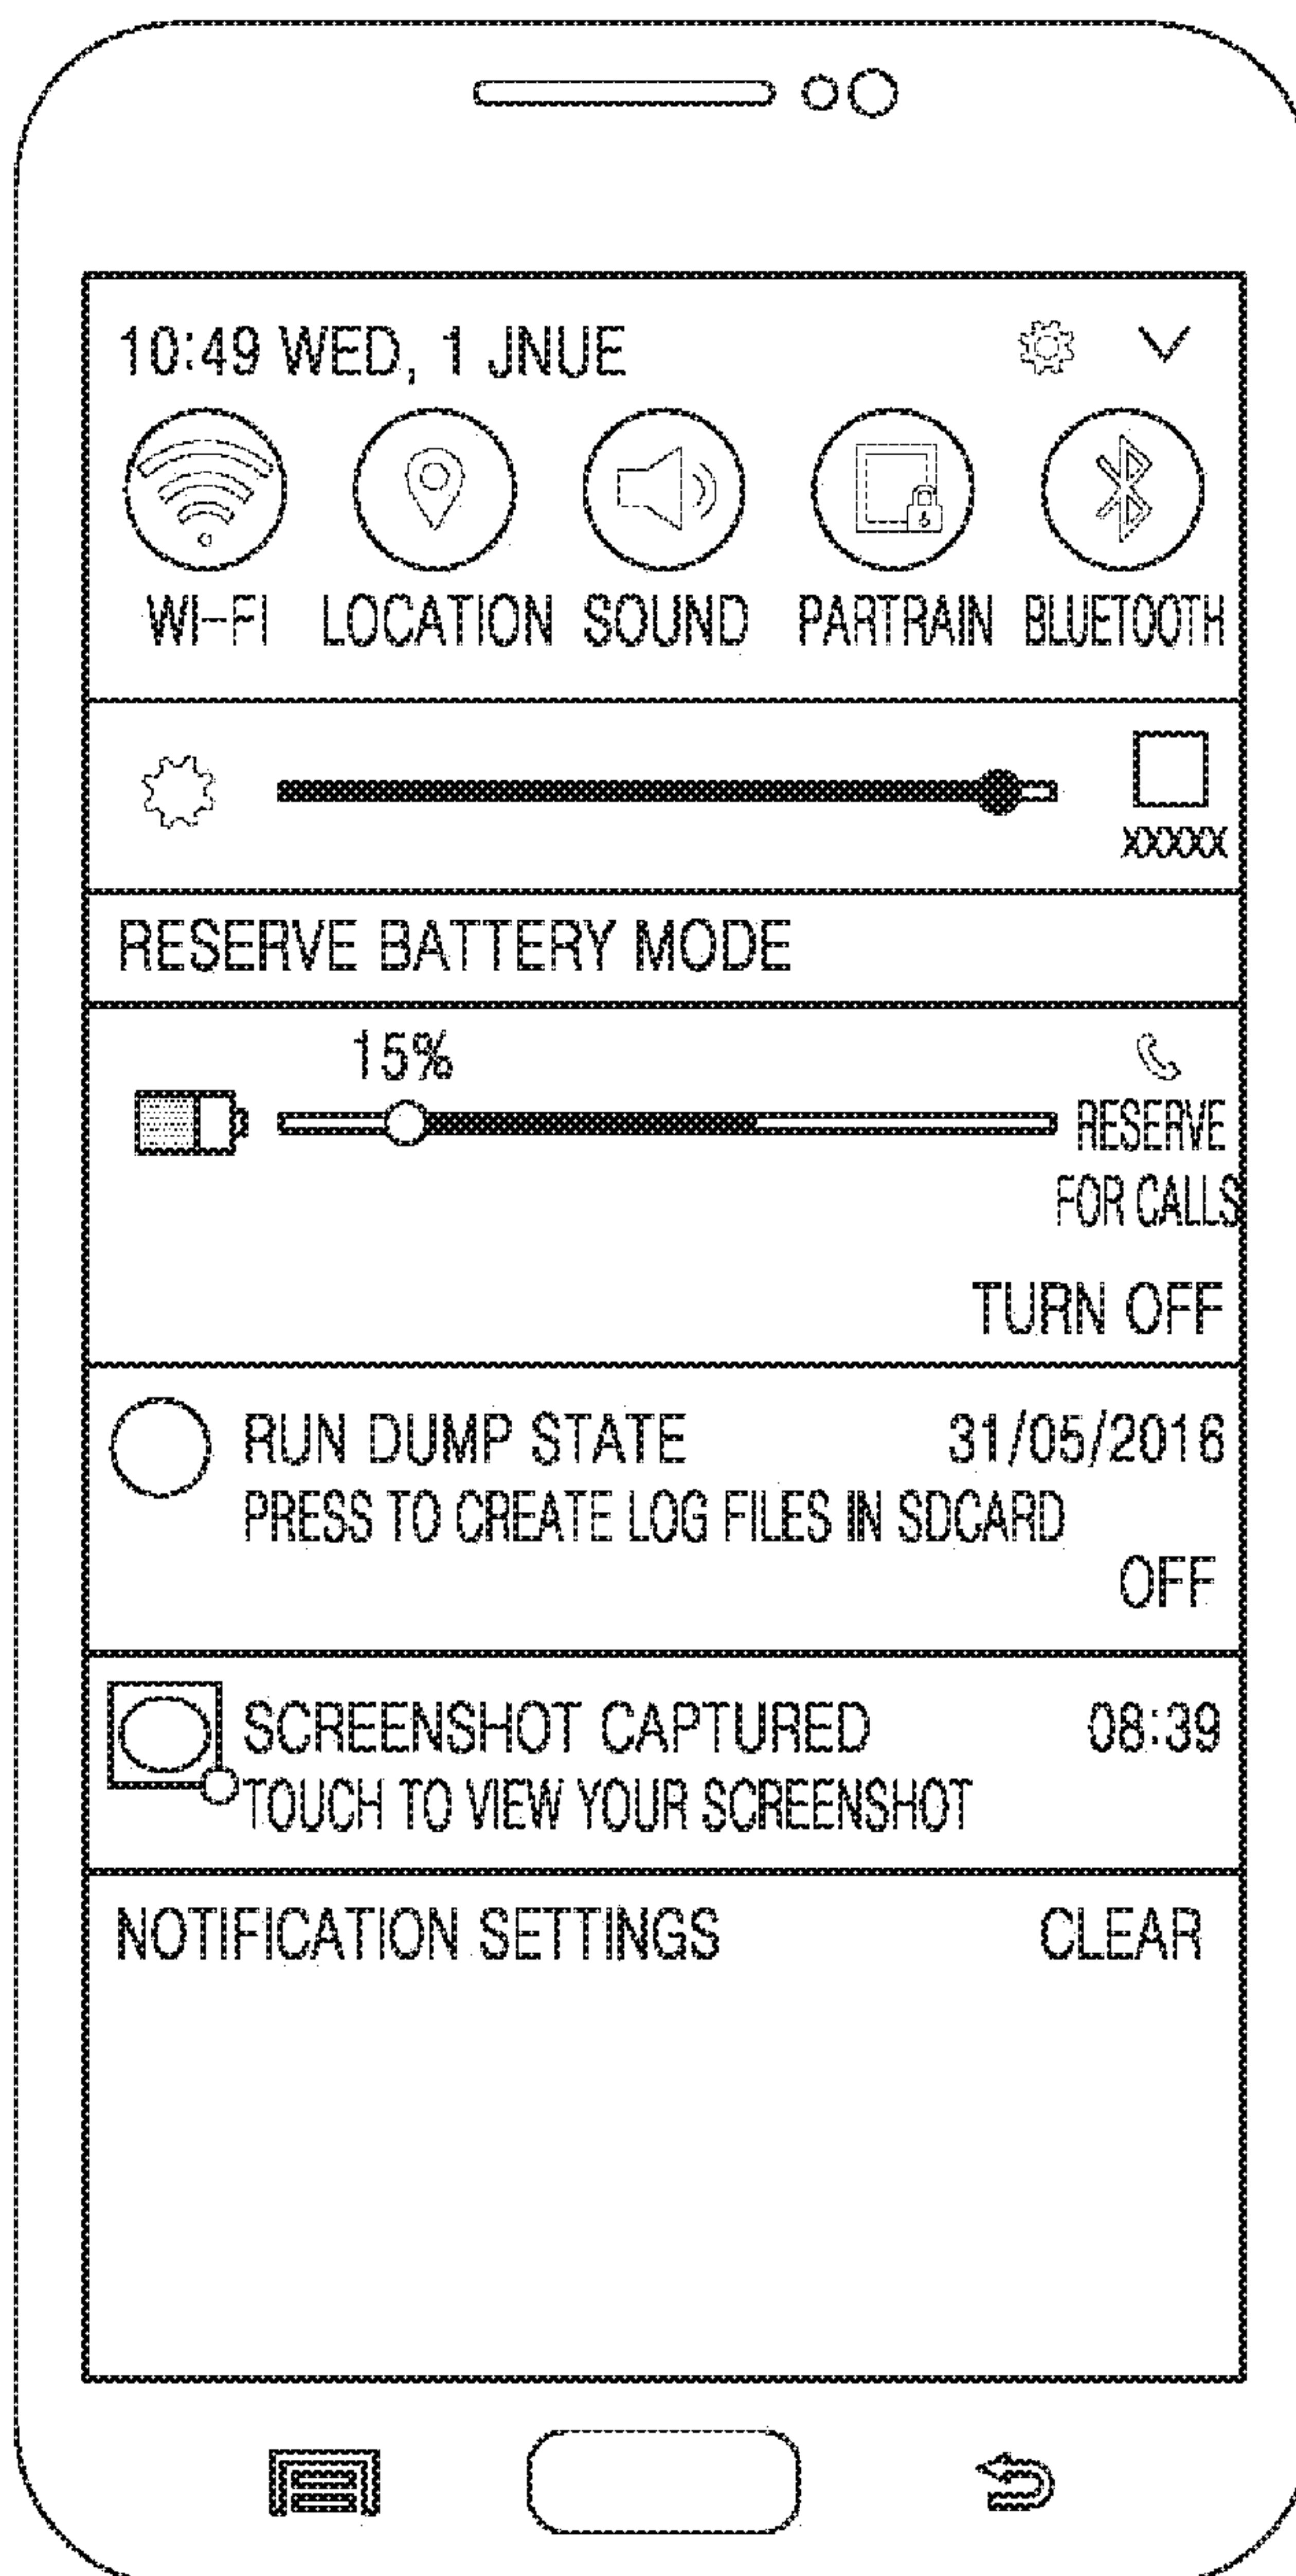 10:49 WED, 1 JNUE
WI-FI LOCATION SOUND PARTRAIN BLUETOOTH
XXXXX
RESERVE BATTERY MODE
15%
RESERVE
FOR CALLS
TURN OFF
RUN DUMP STATE 31/05/2016
PRESS TO CREATE LOG FILES IN SDCARD
OFF
SCREENSHOT CAPTURED 08:39
TOUCH TO VIEW YOUR SCREENSHOT
NOTIFICATION SETTINGS CLEAR